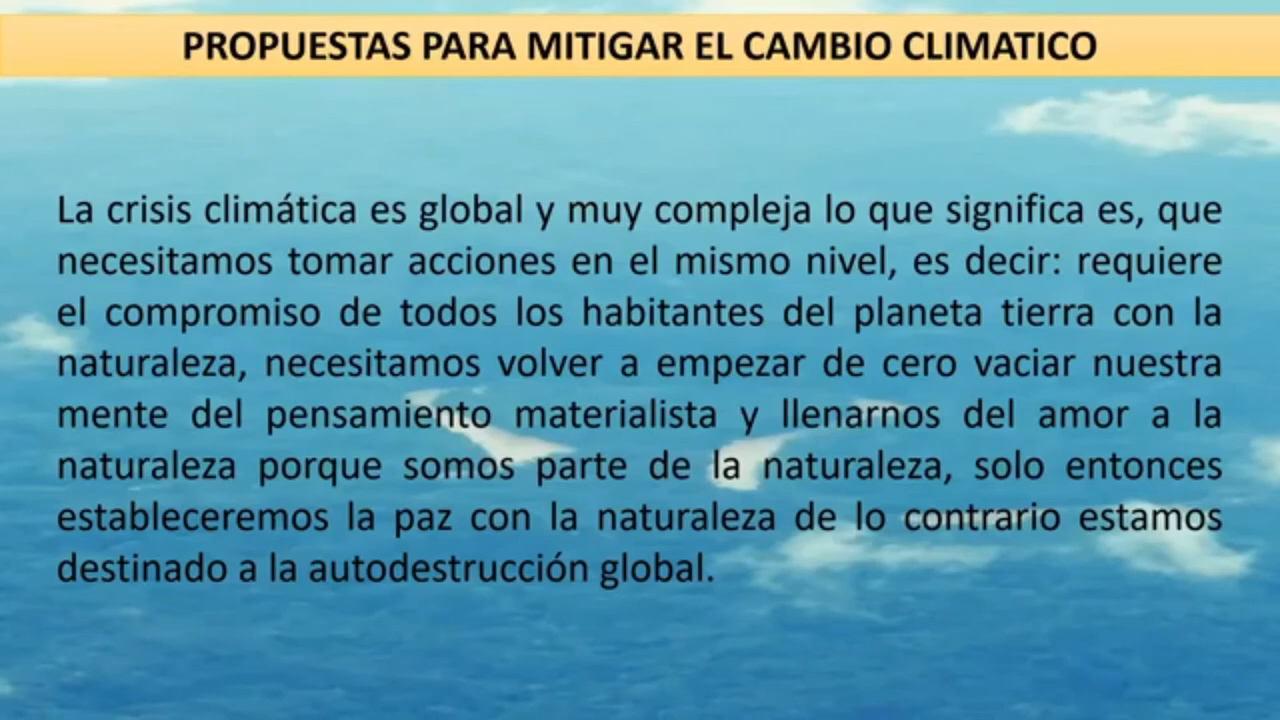 PROPUESTAS PARA MITIGAR EL CAMBIO CLIMATICO
La crisis climática es global y muy compleja lo que significa es, que
necesitamos tomar acciones en el mismo nivel, es decir: requiere
el compromiso de todos los habitantes del planeta tierra con la
naturaleza, necesitamos volver a empezar de cero vaciar nuestra
mente del pensamiento materialista y llenarnos del amor a la
naturaleza porque somos parte de la naturaleza, solo entonces
estableceremos la paz con la naturaleza de lo contrario estamos
destinado a la autodestrucción global.